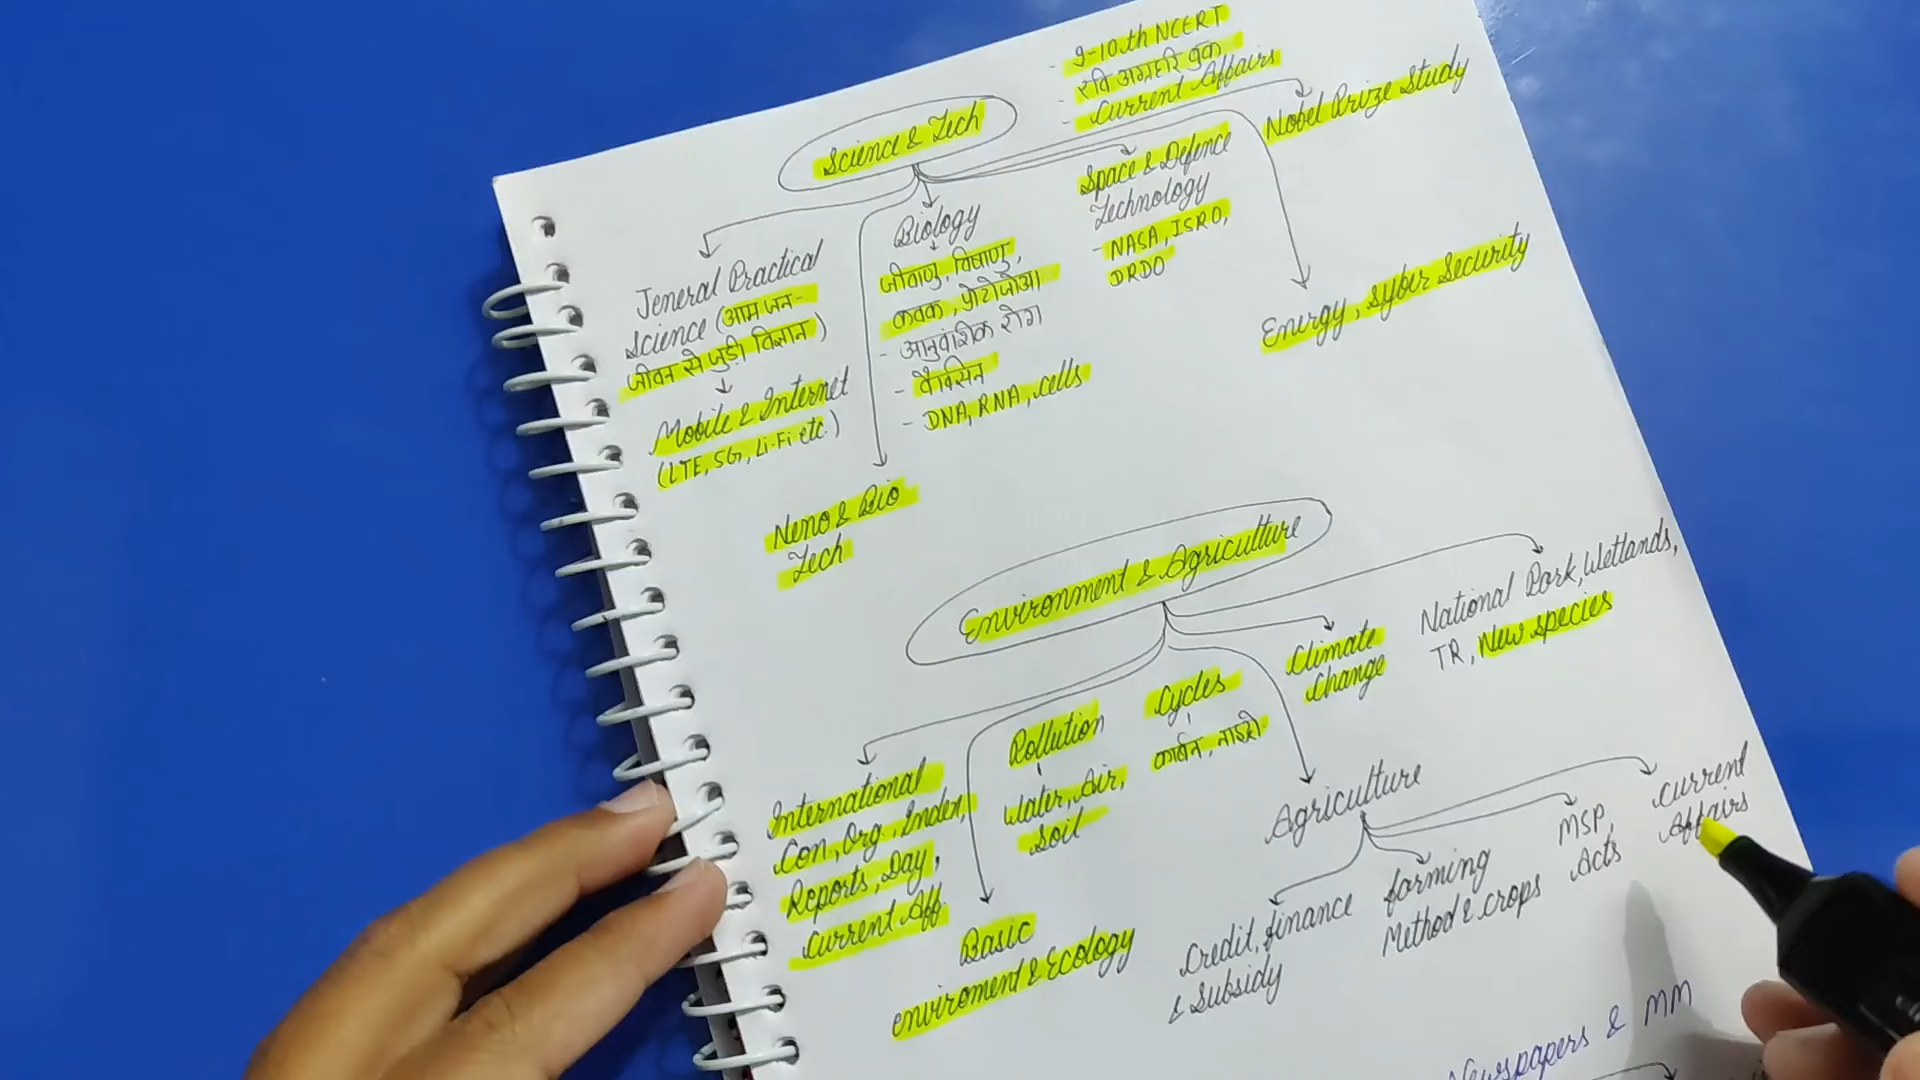 - 9-10th NCERT
- रवि अग्रहरि बुक
- Current Affairs
Science & Tech
Nobel Prize Study
Jeneral Practical
Science (आम जन-
जीवन से जुड़ी विज्ञान)
Mobile & Internet
(LTE, 5G, Li-Fi etc.)
Neno & Bio
Tech
Biology
जीवाणु, विषाणु,
कवक, प्रोटोजोआ
- आनुवांशिक रोग
- वैक्सिन
- DNA, RNA, cells
Space & Defence
Technology
- NASA, ISRO,
DRDO
Energy, syber Security
Environment & Agriculture
International
Con, Org., Index,
Reports, Day,
Current Aff.
Basic
enviroment & Ecology
Pollution
Water, Air,
Soil
Cycles
कार्बन, नाइट्रो
Climate
Change
National Park, Wetlands,
TR, New species
Agriculture
Credit, finance
& Subsidy
farming
Method & crops
MSP,
Acts
Current
Affairs
Newspapers & MM